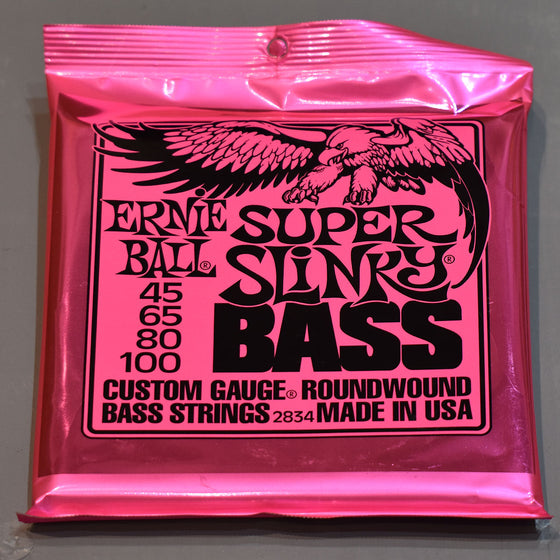 ERNIE BALL®
SUPER SLINKY®
BASS
45
65
80
100
CUSTOM GAUGE® ROUNDWOUND
BASS STRINGS 2834 MADE IN USA